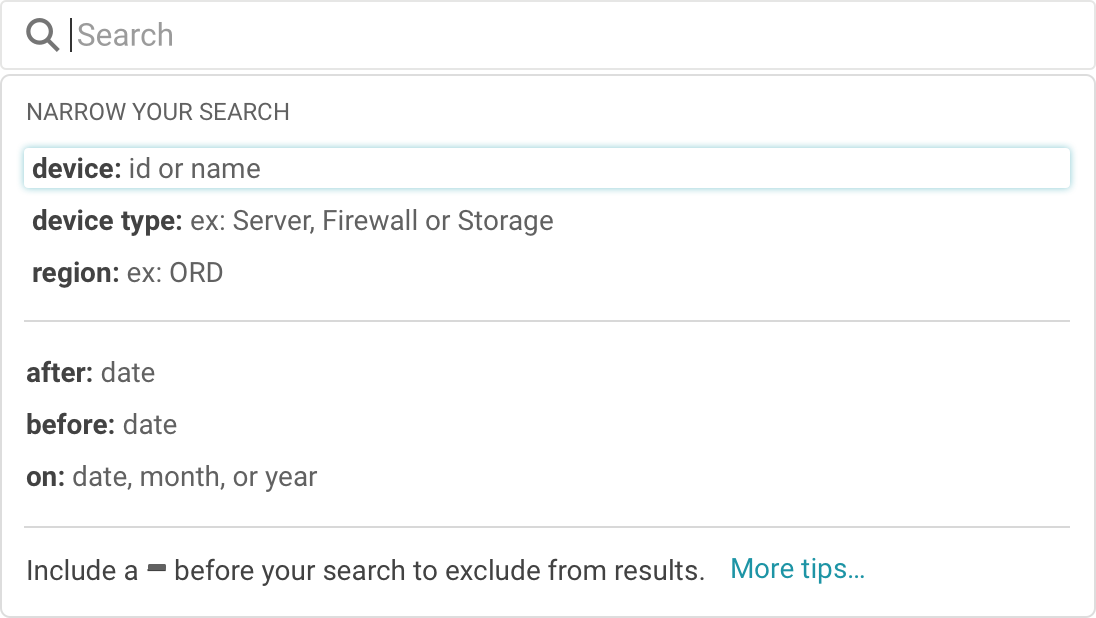 Search
NARROW YOUR SEARCH
device: id or name
device type: ex: Server, Firewall or Storage
region: ex: ORD
after: date
before: date
on: date, month, or year
Include a - before your search to exclude from results. More tips...